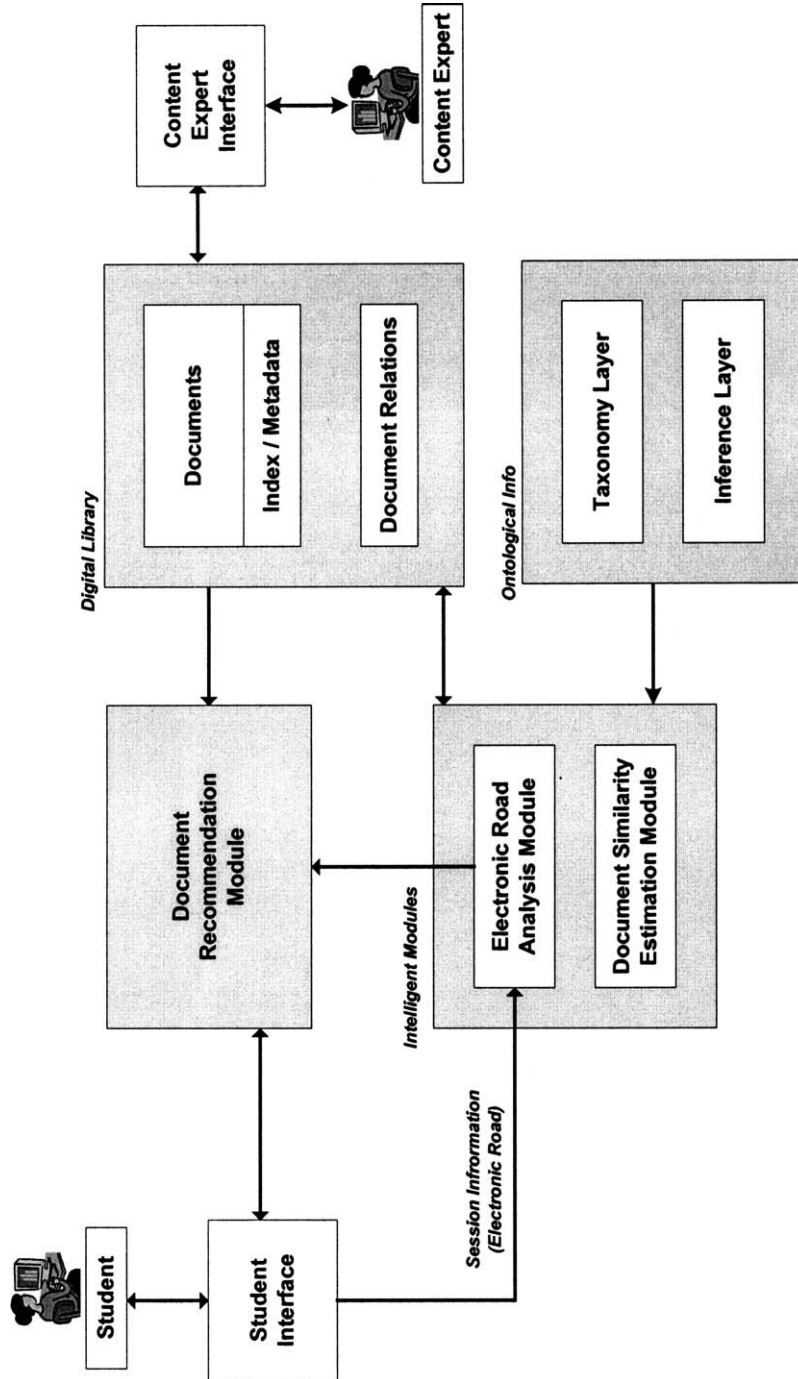 Student
Student
Interface
Session Infrormation
(Electronic Road)
Document
Recommendation
Module
Intelligent Modules
Electronic Road
Analysis Module
Document Similarity
Estimation Module
Digital Library
Documents
Index / Metadata
Document Relations
Ontological Info
Taxonomy Layer
Inference Layer
Content
Expert
Interface
Content Expert